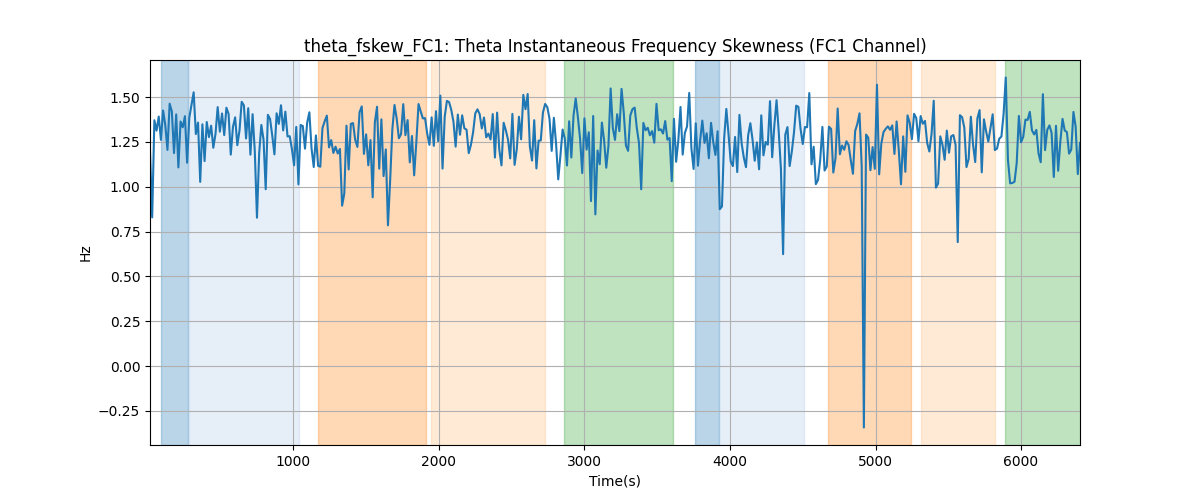 theta_fskew_FC1: Theta Instantaneous Frequency Skewness (FC1 Channel)
1.50
1.25
1.00
0.75
0.50
0.25
0.00
−0.25
Hz
1000 2000 3000 4000 5000 6000
Time(s)